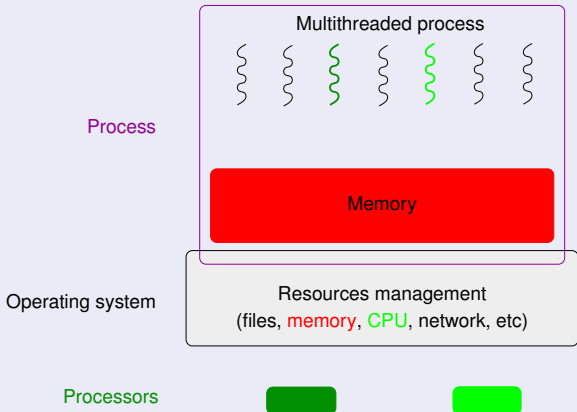 Multithreaded process
Process
Memory
Operating system
Resources management
(files, memory, CPU, network, etc)
Processors